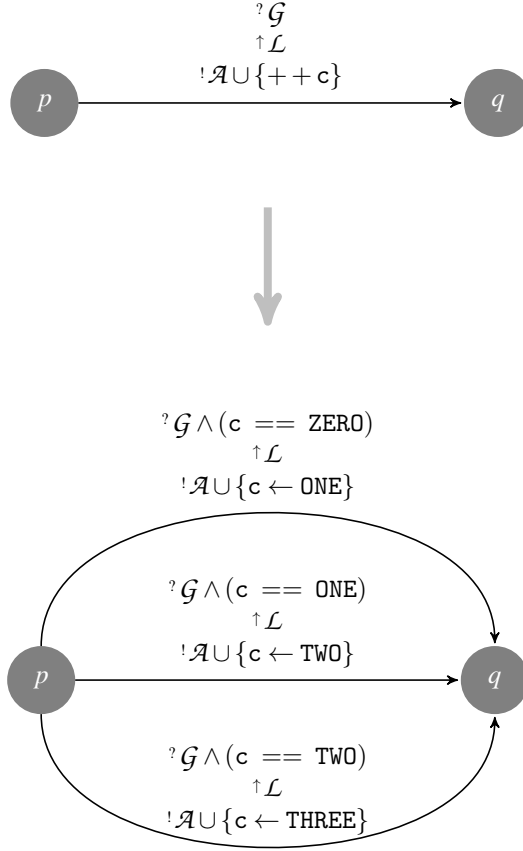 ? 𝒢
↑ ℒ
! 𝒜 ∪ {++c}
p
q
? 𝒢 ∧ (c == ZERO)
↑ ℒ
! 𝒜 ∪ {c ← ONE}
? 𝒢 ∧ (c == ONE)
↑ ℒ
! 𝒜 ∪ {c ← TWO}
p
q
? 𝒢 ∧ (c == TWO)
↑ ℒ
! 𝒜 ∪ {c ← THREE}